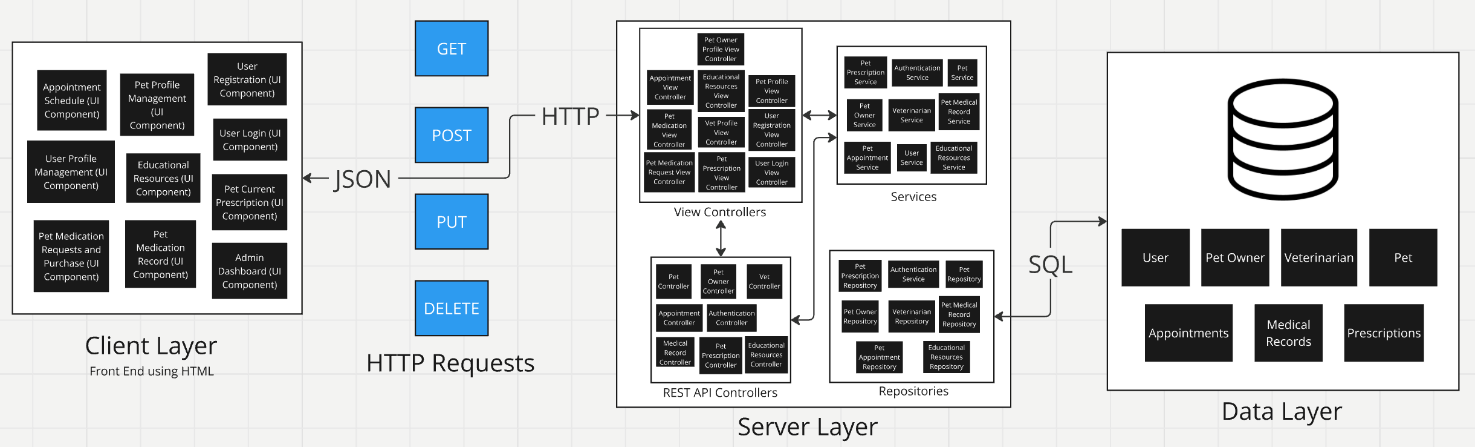 Appointment
Schedule (UI
Component)
Pet Profile
Management
(UI
Component)
User
Registration (UI
Component)
User Login (UI
Component)
User Profile
Management (UI
Component)
Educational
Resources (UI
Component)
Pet Current
Prescription (UI
Component)
Pet Medication
Requests and
Purchase (UI
Component)
Pet
Medication
Record (UI
Component)
Admin
Dashboard (UI
Component)
Client Layer
Front End using HTML
JSON
GET
POST
PUT
DELETE
HTTP Requests
HTTP
Pet Owner
Profile View
Controller
Appointment
View
Controller
Educational
Resources
View
Controller
Pet Profile
View
Controller
Pet
Medication
View
Controller
Vet Profile
View
Controller
User
Registration
View
Controller
Pet Medication
Request View
Controller
Pet
Prescription
View
Controller
User Login
View
Controller
View Controllers
Pet
Prescription
Service
Authentication
Service
Pet
Service
Pet
Owner
Service
Veterinarian
Service
Pet Medical
Record
Service
Pet
Appointment
Service
User
Service
Educational
Resources
Service
Services
Pet
Controller
Pet
Owner
Controller
Vet
Controller
Appointment
Controller
Authentication
Controller
Medical
Record
Controller
Pet
Prescription
Controller
Educational
Resources
Controller
REST API Controllers
Pet
Prescription
Repository
Authentication
Service
Pet
Repository
Pet Owner
Repository
Veterinarian
Repository
Pet Medical
Record
Repository
Pet
Appointment
Repository
Educational
Resources
Repository
Repositories
Server Layer
SQL
User
Pet Owner
Veterinarian
Pet
Appointments
Medical
Records
Prescriptions
Data Layer